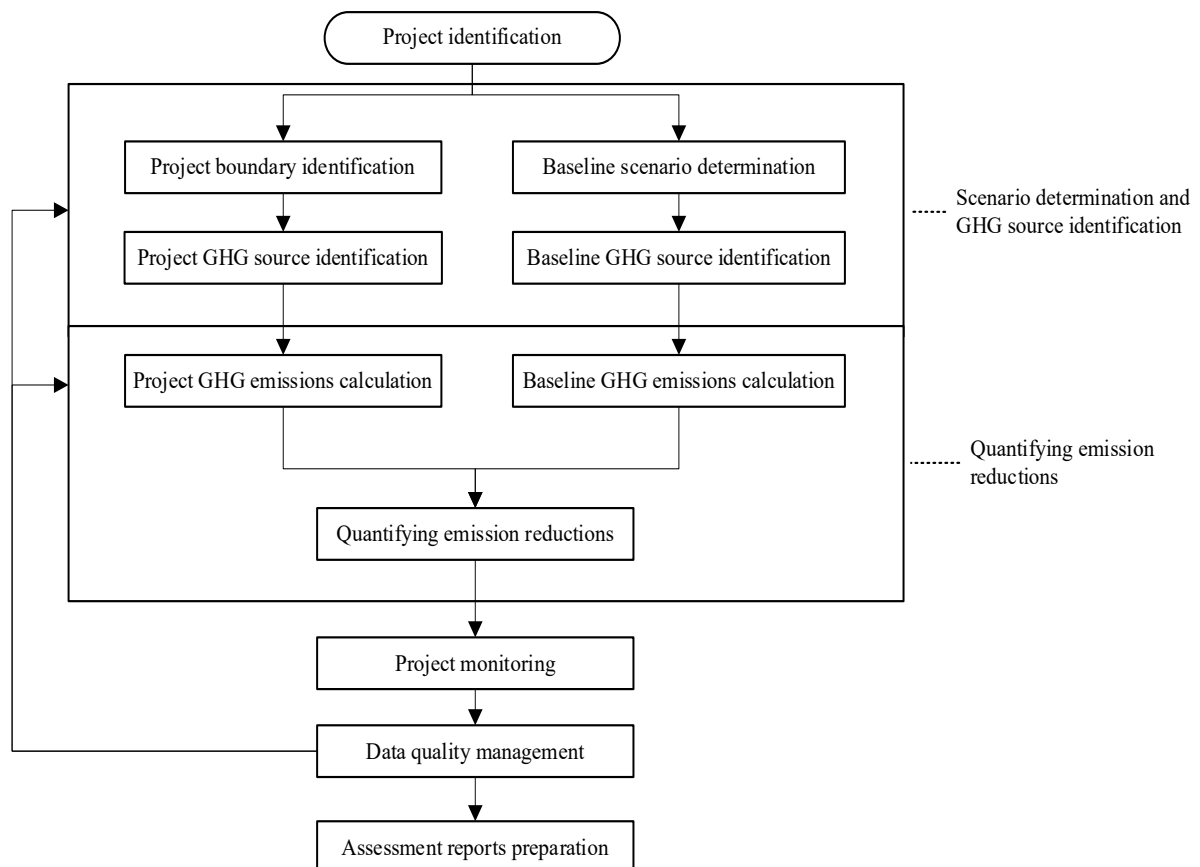 Project identification
Project boundary identification
Baseline scenario determination
Scenario determination and
GHG source identification
Project GHG source identification
Baseline GHG source identification
Project GHG emissions calculation
Baseline GHG emissions calculation
Quantifying emission
reductions
Quantifying emission reductions
Project monitoring
Data quality management
Assessment reports preparation